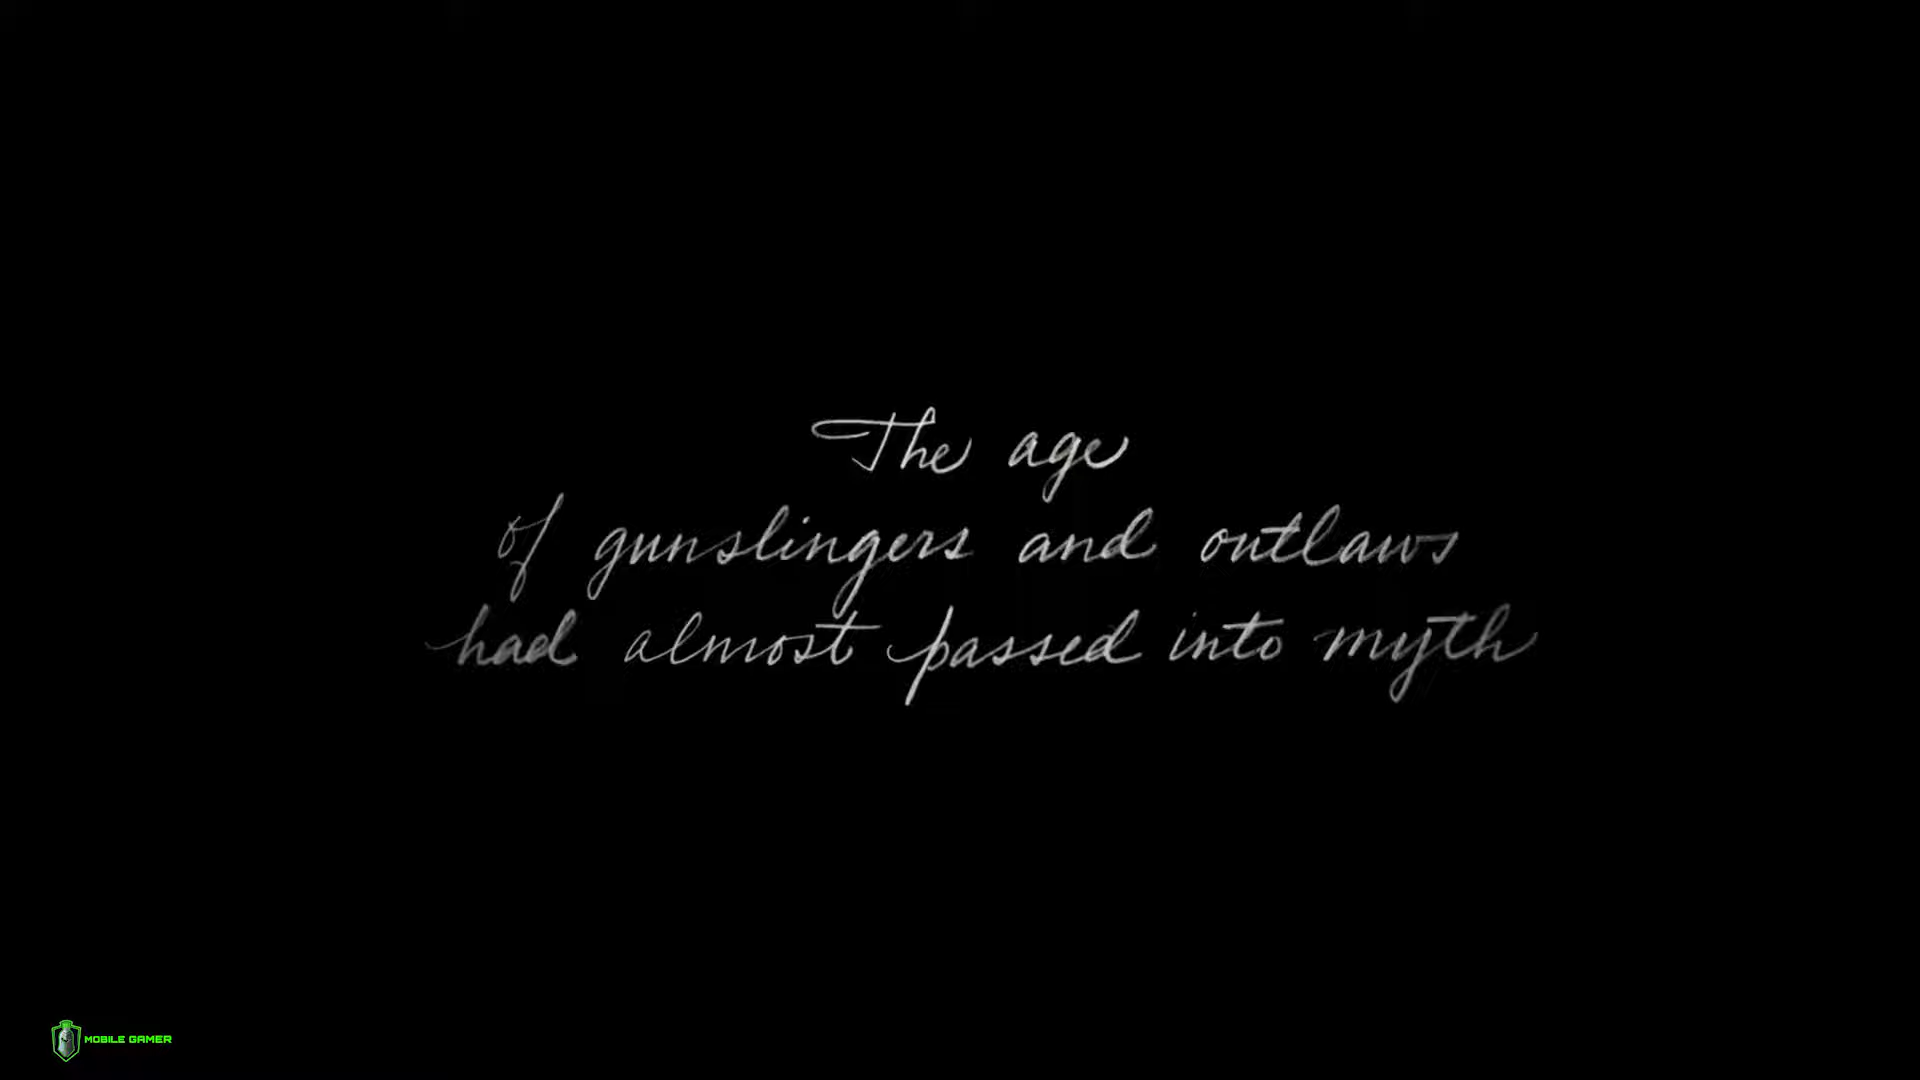 The age
of gunslingers and outlaws
had almost passed into myth
MOBILE GAMER